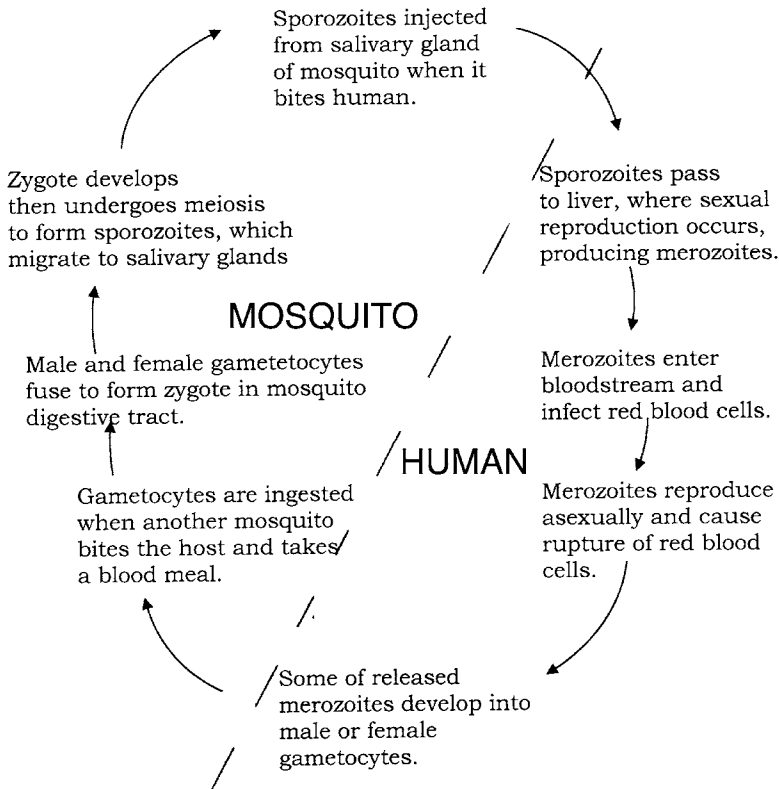 Sporozoites injected
from salivary gland
of mosquito when it
bites human.
Sporozoites pass
to liver, where sexual
reproduction occurs,
producing merozoites.
Merozoites enter
bloodstream and
infect red blood cells.
Merozoites reproduce
asexually and cause
rupture of red blood
cells.
Some of released
merozoites develop into
male or female
gametocytes.
Gametocytes are ingested
when another mosquito
bites the host and takes
a blood meal.
Male and female gametetocytes
fuse to form zygote in mosquito
digestive tract.
Zygote develops
then undergoes meiosis
to form sporozoites, which
migrate to salivary glands
MOSQUITO
HUMAN